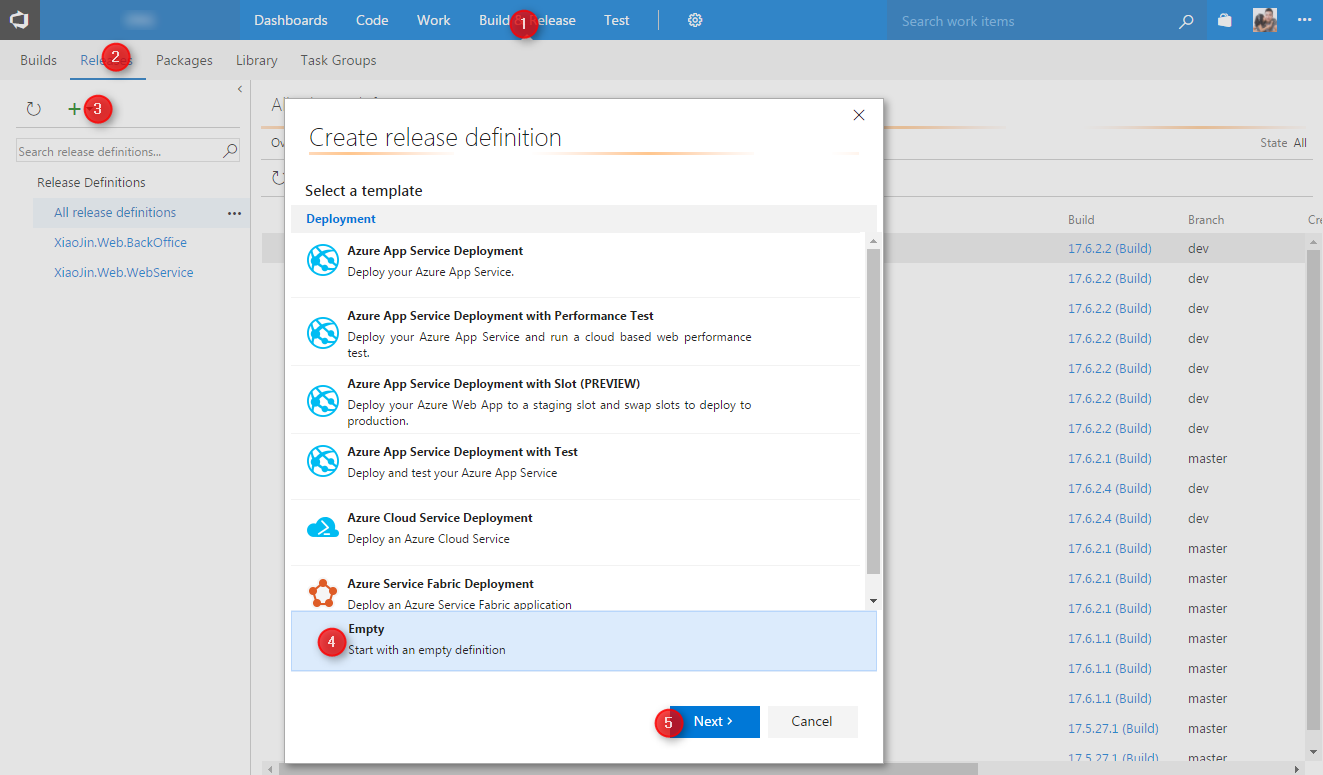 Dashboards Code Work Build & Release Test
1
Search work items
Builds Releases Packages Library Task Groups
2
3
Search release definitions...
Release Definitions
All release definitions
XiaoJin.Web.BackOffice
XiaoJin.Web.WebService
State All
Build Branch Cre
Create release definition
Select a template
Deployment
Azure App Service Deployment
Deploy your Azure App Service.
Azure App Service Deployment with Performance Test
Deploy your Azure App Service and run a cloud based web performance
test.
Azure App Service Deployment with Slot (PREVIEW)
Deploy your Azure Web App to a staging slot and swap slots to deploy to
production.
Azure App Service Deployment with Test
Deploy and test your Azure App Service
Azure Cloud Service Deployment
Deploy an Azure Cloud Service
Azure Service Fabric Deployment
Deploy an Azure Service Fabric application
Empty
4
Start with an empty definition
5
Next >
Cancel
17.6.2.2 (Build) dev
17.6.2.2 (Build) dev
17.6.2.2 (Build) dev
17.6.2.2 (Build) dev
17.6.2.2 (Build) dev
17.6.2.2 (Build) dev
17.6.2.2 (Build) dev
17.6.2.1 (Build) master
17.6.2.4 (Build) dev
17.6.2.4 (Build) dev
17.6.2.1 (Build) master
17.6.2.1 (Build) master
17.6.2.1 (Build) master
17.6.1.1 (Build) master
17.6.1.1 (Build) master
17.6.1.1 (Build) master
17.5.27.1 (Build) master
17.5.27.1 (Build) master